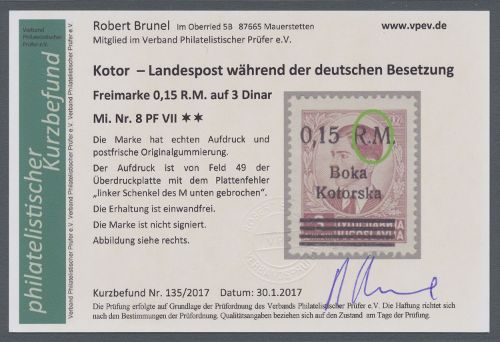 Verband
Philatelistischer
Prüfer e.V.
philatelistischer
Kurzbefund
Robert Brunel Im Oberried 5B 87665 Mauerstetten
www.vpev.de
Mitglied im Verband Philatelistischer Prüfer e.V.
Kotor – Landespost während der deutschen Besetzung
Freimarke 0,15 R.M. auf 3 Dinar
Mi. Nr. 8 PF VII ✶✶
Die Marke hat echten Aufdruck und
postfrische Originalgummierung.
Der Aufdruck ist von Feld 49 der
Überdruckplatte mit dem Plattenfehler
„linker Schenkel des M unten gebrochen“.
Die Erhaltung ist einwandfrei.
Die Marke ist nicht signiert.
Abbildung siehe rechts.
0,15 R.M.
Boka
Kotorska
Kurzbefund Nr. 135/2017 Datum: 30.1.2017
Die Prüfung erfolgte auf Grundlage der Prüfordnung des Verbands Philatelistischer Prüfer e.V. Die Haftung richtet sich
nach den Bestimmungen der Prüfordnung. Qualitätsangaben beziehen sich auf den Zustand am Tage der Prüfung.